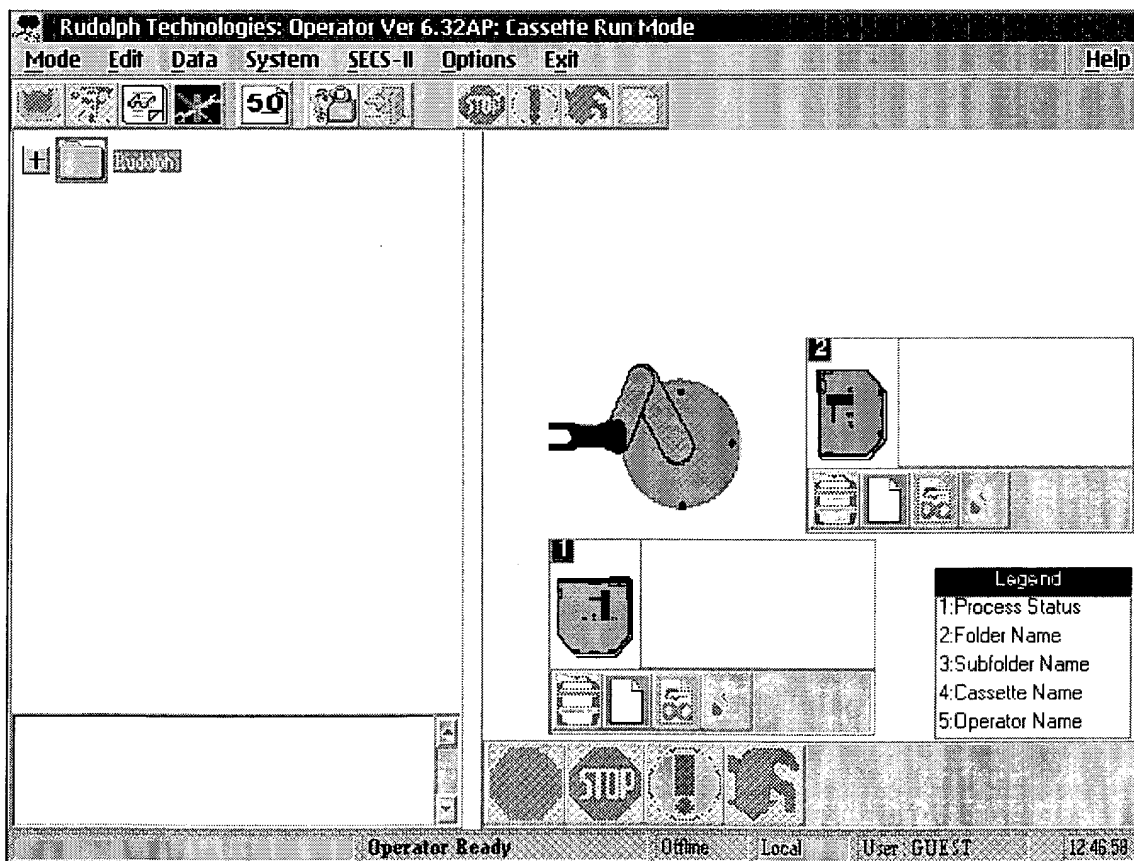 Rudolph Technologies: Operator Ver 6.32AP: Cassette Run Mode
Mode Edit Data System SECS-II Options Exit Help
50 STOP
Rudolph
2
1
Legend
1:Process Status
2:Folder Name
3:Subfolder Name
4:Cassette Name
5:Operator Name
STOP
Operator Ready Offline Local User: GUEST 12:46:58